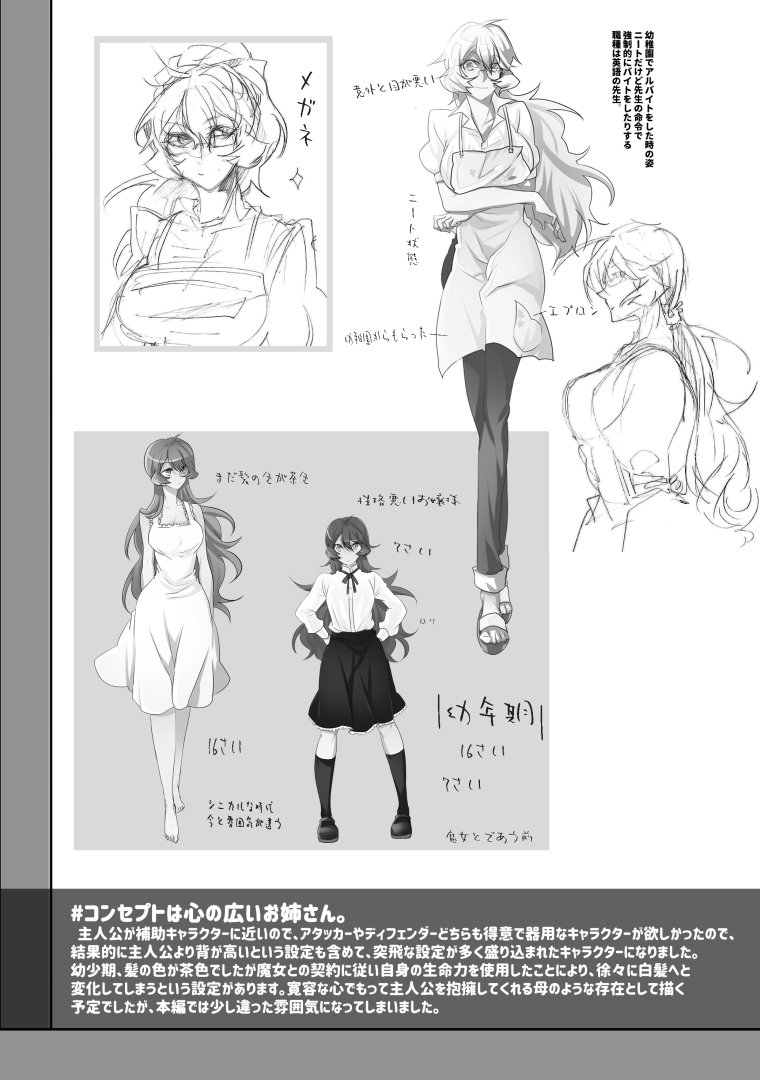 幼稚園でアルバイトをした時の姿
ニートだけど先生の命令で
強制的にバイトをしたりする
職種は英語の先生。
メガネ
意外と目が悪い
ニート状態
エプロン
幼稚園からもらった
まだ髪の色が茶色
性格悪いお嬢様
7さい
ロリ
16さい
シニカルな時代
今と雰囲気が違う
幼年期
16さい
7さい
魔女とであう前
#コンセプトは心の広いお姉さん。
主人公が補助キャラクターに近いので、アタッカーやディフェンダーどちらも得意で器用なキャラクターが欲しかったので、
結果的に主人公より背が高いという設定も含めて、突飛な設定が多く盛り込まれたキャラクターになりました。
幼少期、髪の色が茶色でしたが魔女との契約に従い自身の生命力を使用したことにより、徐々に白髪へと
変化してしまうという設定があります。寛容な心でもって主人公を抱擁してくれる母のような存在として描く
予定でしたが、本編では少し違った雰囲気になってしまいました。